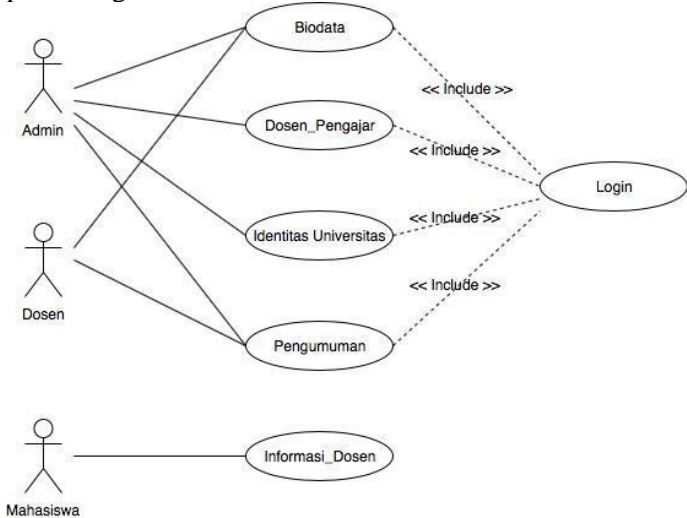 Biodata
<< Include >>
Admin
Dosen_Pengajar
<< Include >>
Login
<< Include >>
Identitas Universitas
<< Include >>
Dosen
Pengumuman
Informasi_Dosen
Mahasiswa